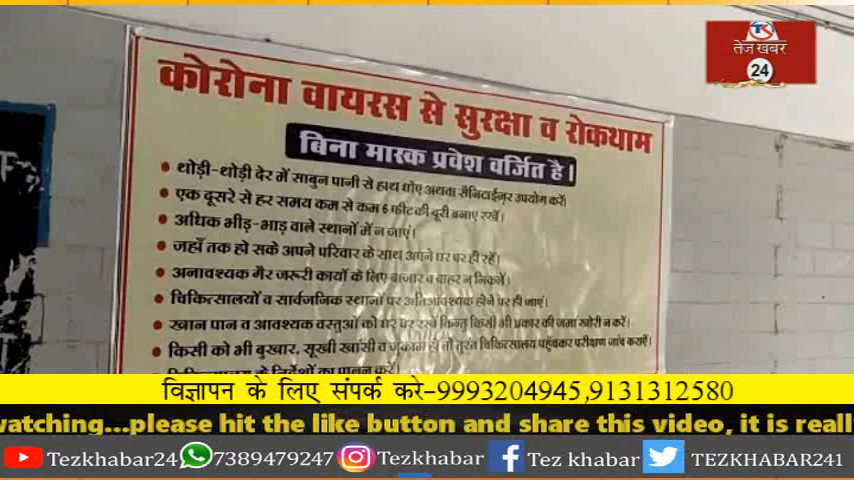 तेज खबर
24
कोरोना वायरस से सुरक्षा व रोकथाम
बिना मास्क प्रवेश वर्जित है।
• थोड़ी-थोड़ी देर में साबुन पानी से हाथ धोंए अथवा सैनिटाईजर उपयोग करें।
• एक दूसरे से हर समय कम से कम 6 फीट की दूरी बनाए रखें।
• अधिक भीड़-भाड़ वाले स्थानों में न जाएं।
• जहाँ तक हो सके अपने परिवार के साथ अपने घर पर ही रहें।
• अनावश्यक गैर जरूरी कार्यो के लिए बाजार व बाहर न निकलें।
• चिकित्सालयों व सार्वजनिक स्थानों पर अतिआवश्यक होने पर ही जाएं।
• खान पान व आवश्यक वस्तुओं को घर पर रखें किन्तु किसी भी प्रकार की जमा खोरी न करें।
• किसी को भी बुखार, सूखी खांसी व जुकाम हो तो तुरंत चिकित्सालय पहुँचकर परीक्षण जांच कराऐं।
के निर्देशों का पालन करें।
विज्ञापन के लिए संपर्क करे-9993204945,9131312580
watching...please hit the like button and share this video, it is reall
Tezkhabar24 7389479247 Tezkhabar Tez khabar TEZKHABAR241